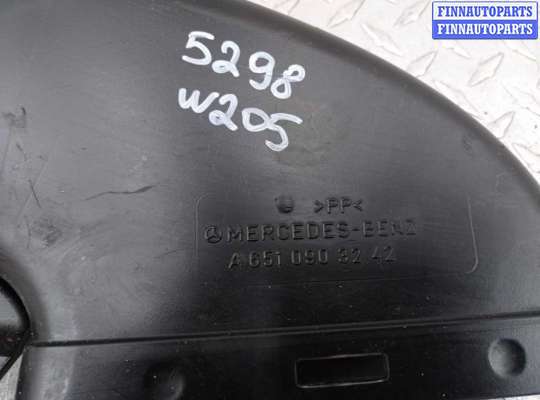 FINNAUTOPARTS
FINNAUTOPARTS
5298
W205
>PP<
MERCEDES-BENZ
A 651 090 32 42